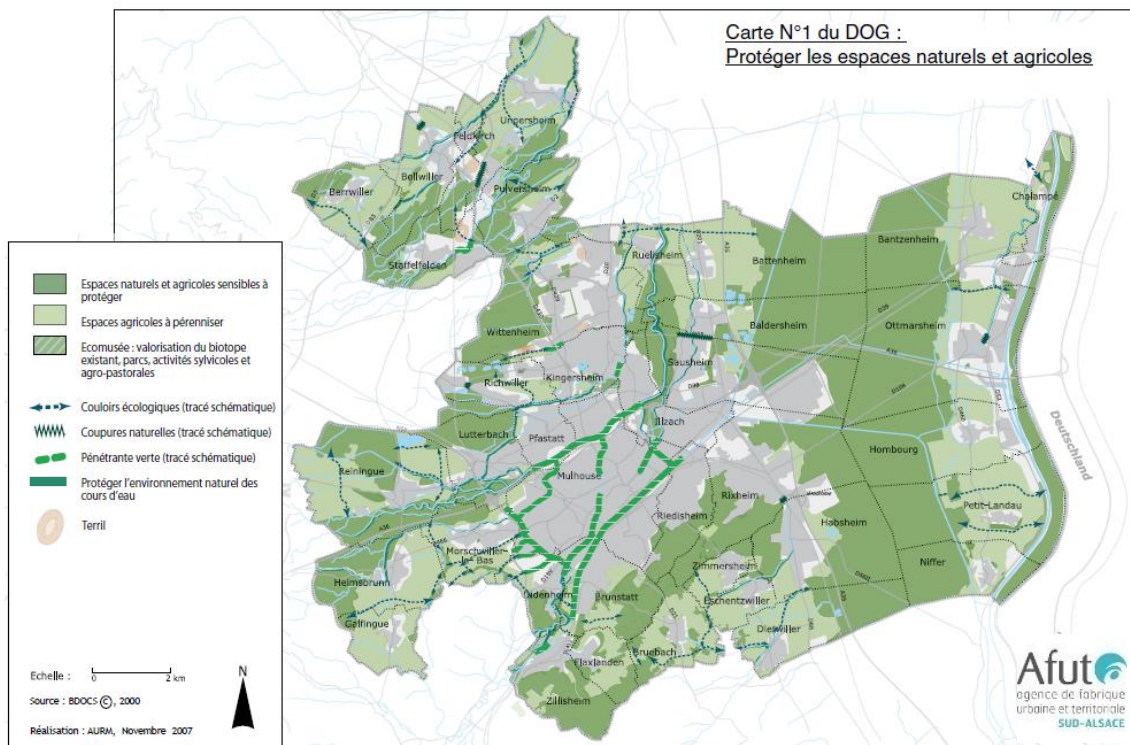 Carte N°1 du DOG :
Protéger les espaces naturels et agricoles
Ungersheim
Feldkirch
Bollwiller
Berrwiller
Pulversheim
Staffelfelden
Chalampé
Bantzenheim
Ruelisheim
Battenheim
Wittenheim
Baldersheim
Ottmarsheim
Sausheim
Richwiller
Kingersheim
Illzach
Lutterbach
Pfastatt
Hombourg
Reiningue
Mulhouse
Rixheim
Petit-Landau
Riedisheim
Habsheim
Morschwiller-
le-Bas
Zimmersheim
Niffer
Heimsbrunn
Didenheim
Brunstatt
Eschentzwiller
Galfingue
Dietwiller
Bruebach
Flaxlanden
Zillisheim
Deutschland
Espaces naturels et agricoles sensibles à
protéger
Espaces agricoles à pérenniser
Ecomusée : valorisation du biotope
existant, parcs, activités sylvicoles et
agro-pastorales
Couloirs écologiques (tracé schématique)
Coupures naturelles (tracé schématique)
Pénétrante verte (tracé schématique)
Protéger l'environnement naturel des
cours d'eau
Terril
Echelle :
0 2 km
N
Source : BDOCS ©, 2000
Réalisation : AURM, Novembre 2007
Afut
agence de fabrique
urbaine et territoriale
SUD-ALSACE